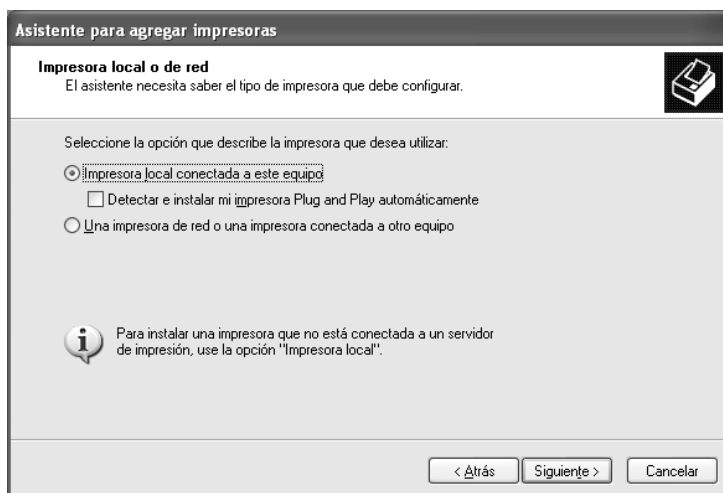 Asistente para agregar impresoras
Impresora local o de red
El asistente necesita saber el tipo de impresora que debe configurar.
Seleccione la opción que describe la impresora que desea utilizar:
Impresora local conectada a este equipo
Detectar e instalar mi impresora Plug and Play automáticamente
Una impresora de red o una impresora conectada a otro equipo
Para instalar una impresora que no está conectada a un servidor
de impresión, use la opción "Impresora local".
< Atrás Siguiente > Cancelar